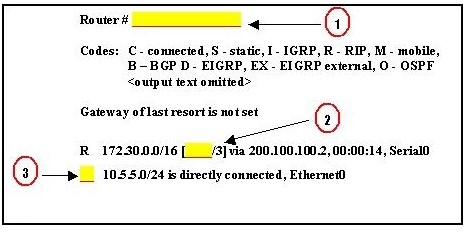 Router #
1
Codes: C - connected, S - static, I - IGRP, R - RIP, M - mobile,
B – BGP D - EIGRP, EX - EIGRP external, O - OSPF
<output text omitted>
Gateway of last resort is not set
2
R 172.30.0.0/16 [ /3] via 200.100.100.2, 00:00:14, Serial0
3
10.5.5.0/24 is directly connected, Ethernet0